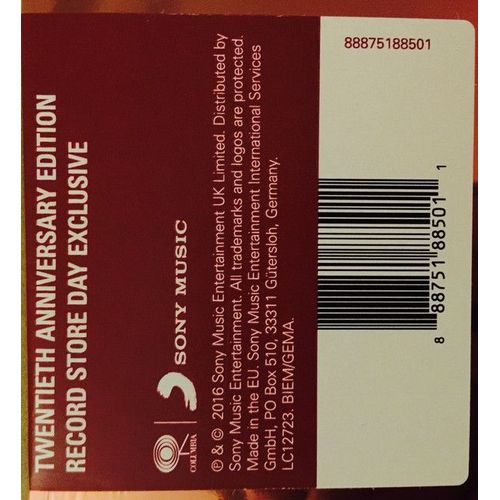 TWENTIETH ANNIVERSARY EDITION
RECORD STORE DAY EXCLUSIVE
COLUMBIA
SONY MUSIC
℗ & © 2016 Sony Music Entertainment UK Limited. Distributed by
Sony Music Entertainment. All trademarks and logos are protected.
Made in the EU. Sony Music Entertainment International Services
GmbH, PO Box 510, 33311 Gütersloh, Germany.
LC12723. BIEM/GEMA.
88875188501
8 88751 88501 1